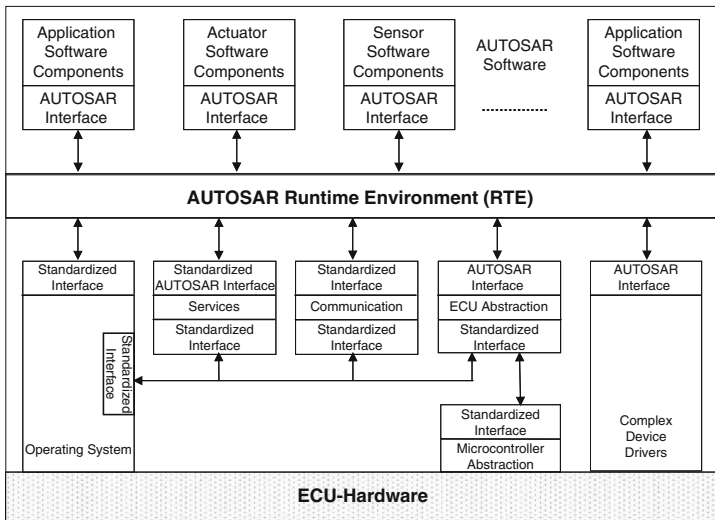 Application
Software
Components
AUTOSAR
Interface
Actuator
Software
Components
AUTOSAR
Interface
Sensor
Software
Components
AUTOSAR
Interface
AUTOSAR
Software
..............
Application
Software
Components
AUTOSAR
Interface
AUTOSAR Runtime Environment (RTE)
Standardized
Interface
Standardized
Interface
Operating System
Standardized
AUTOSAR Interface
Services
Standardized
Interface
Standardized
Interface
Communication
Standardized
Interface
AUTOSAR
Interface
ECU Abstraction
Standardized
Interface
Standardized
Interface
Microcontroller
Abstraction
AUTOSAR
Interface
Complex
Device
Drivers
ECU-Hardware